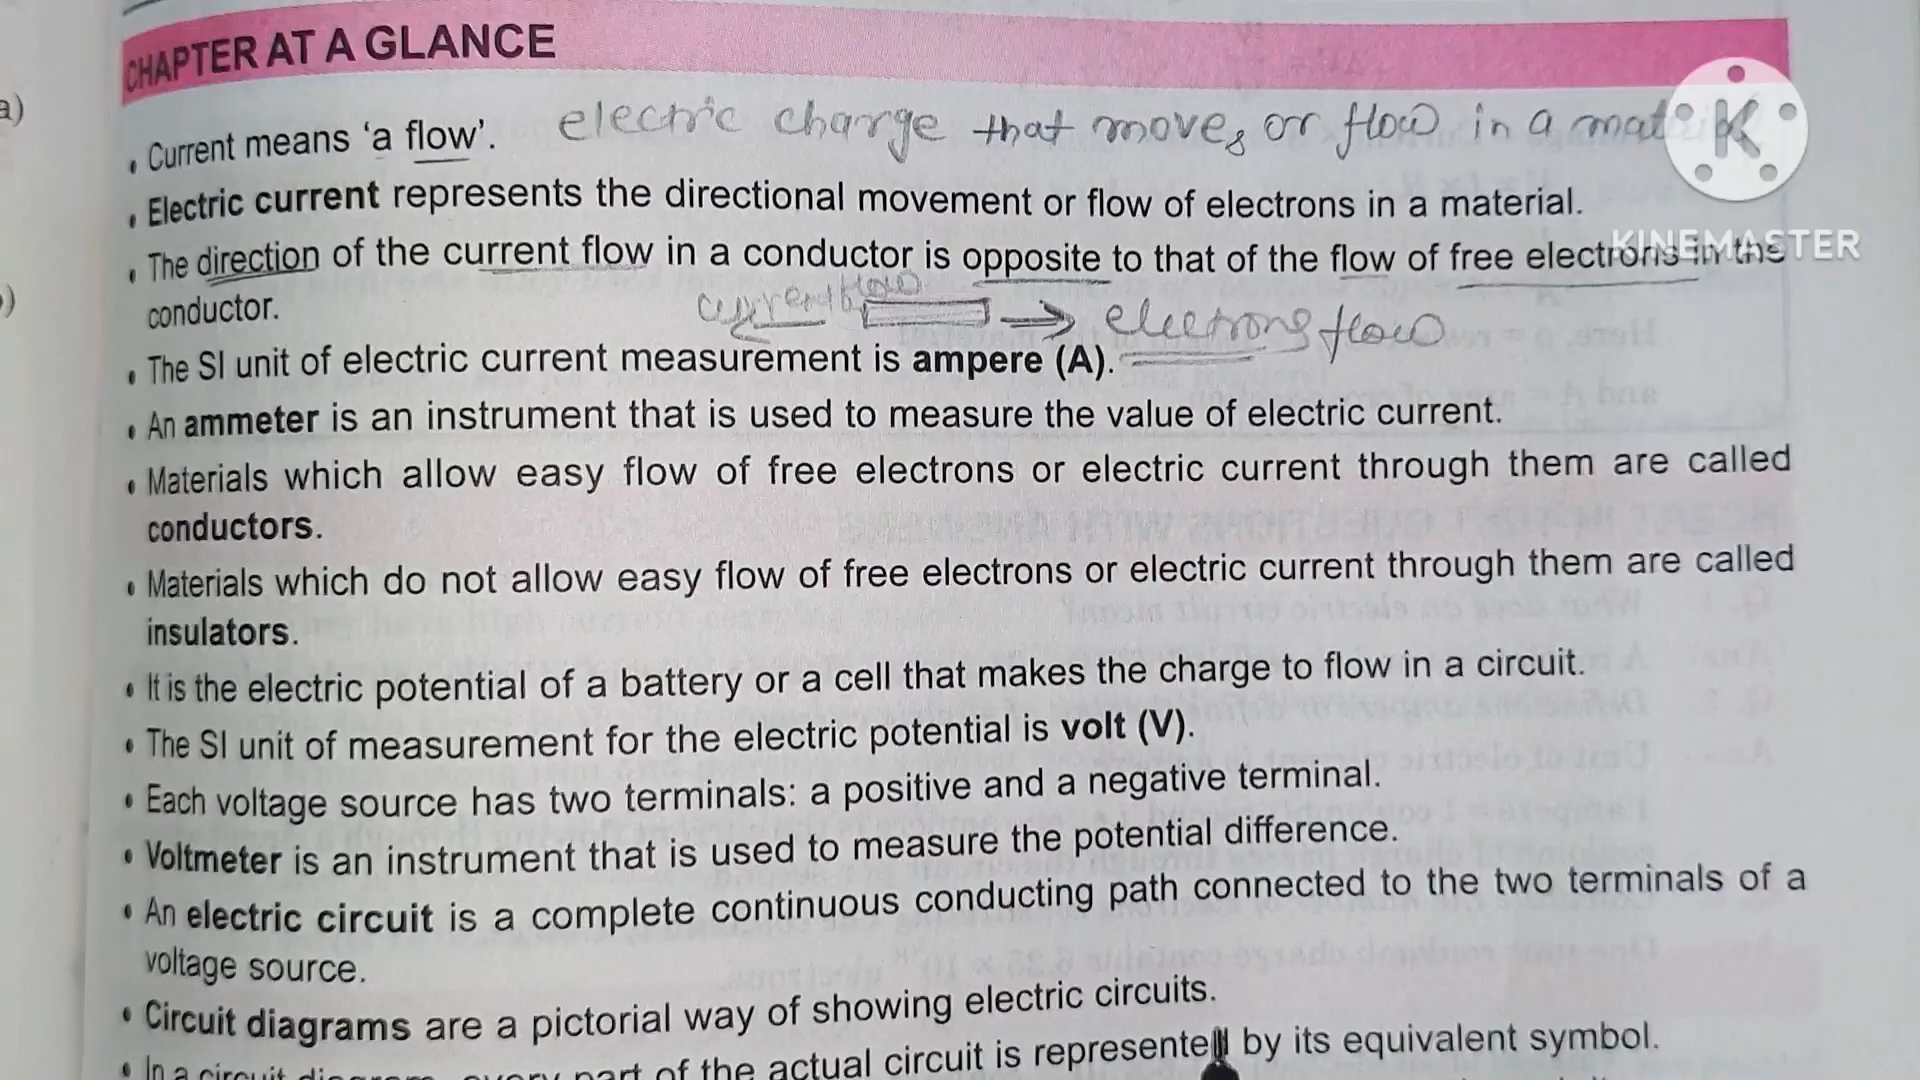 CHAPTER AT A GLANCE
• Current means 'a flow'. electric charge that moves or flow in a mat
• Electric current represents the directional movement or flow of electrons in a material.
• The direction of the current flow in a conductor is opposite to that of the flow of free electrons in the
conductor. current flow → electrons flow
• The SI unit of electric current measurement is ampere (A).
• An ammeter is an instrument that is used to measure the value of electric current.
• Materials which allow easy flow of free electrons or electric current through them are called
conductors.
• Materials which do not allow easy flow of free electrons or electric current through them are called
insulators.
• It is the electric potential of a battery or a cell that makes the charge to flow in a circuit.
• The SI unit of measurement for the electric potential is volt (V).
• Each voltage source has two terminals: a positive and a negative terminal.
• Voltmeter is an instrument that is used to measure the potential difference.
• An electric circuit is a complete continuous conducting path connected to the two terminals of a
voltage source.
• Circuit diagrams are a pictorial way of showing electric circuits.
• In a circuit diagram, every part of the actual circuit is represented by its equivalent symbol.
K
KINEMASTER
a)